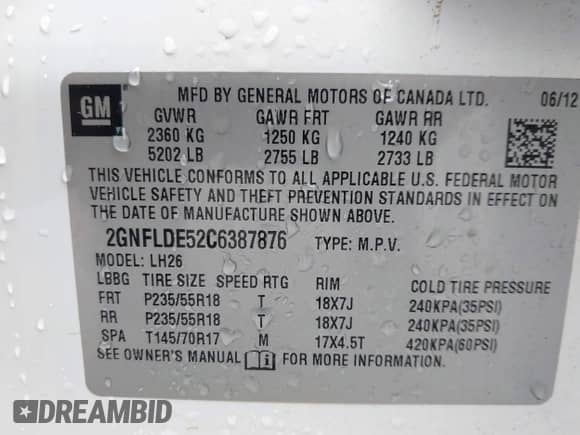 GM
MFD BY GENERAL MOTORS OF CANADA LTD. 06/12
GVWR GAWR FRT GAWR RR
2360 KG 1250 KG 1240 KG
5202 LB 2755 LB 2733 LB
THIS VEHICLE CONFORMS TO ALL APPLICABLE U.S. FEDERAL MOTOR
VEHICLE SAFETY AND THEFT PREVENTION STANDARDS IN EFFECT ON
THE DATE OF MANUFACTURE SHOWN ABOVE.
2GNFLDE52C6387876 TYPE: M.P.V.
MODEL: LH26
LBBG TIRE SIZE SPEED RTG RIM COLD TIRE PRESSURE
FRT P235/55R18 T 18X7J 240KPA(35PSI)
RR P235/55R18 T 18X7J 240KPA(35PSI)
SPA T145/70R17 M 17X4.5T 420KPA(60PSI)
SEE OWNER'S MANUAL FOR MORE INFORMATION.
DREAMBID